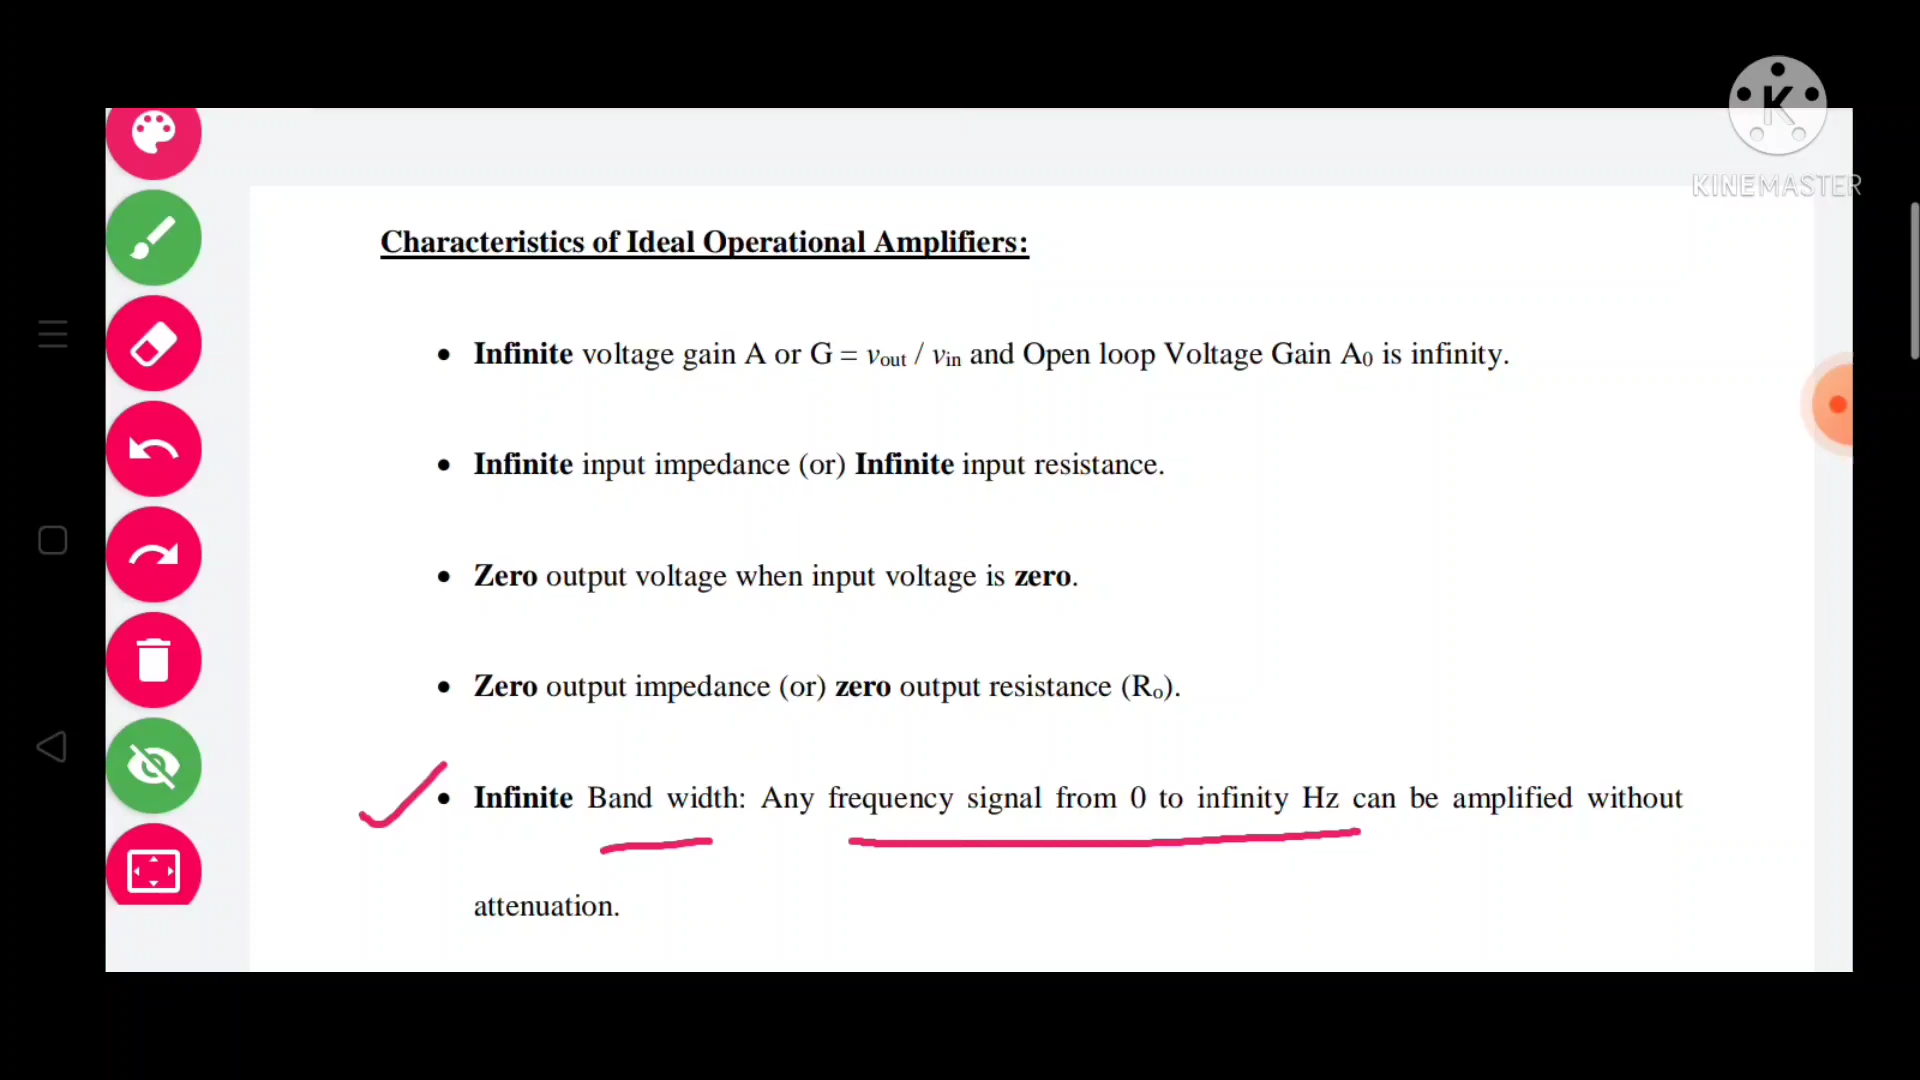 K
KINEMASTER
Characteristics of Ideal Operational Amplifiers:
• Infinite voltage gain A or G = vout / vin and Open loop Voltage Gain A0 is infinity.
• Infinite input impedance (or) Infinite input resistance.
• Zero output voltage when input voltage is zero.
• Zero output impedance (or) zero output resistance (Ro).
• Infinite Band width: Any frequency signal from 0 to infinity Hz can be amplified without
attenuation.